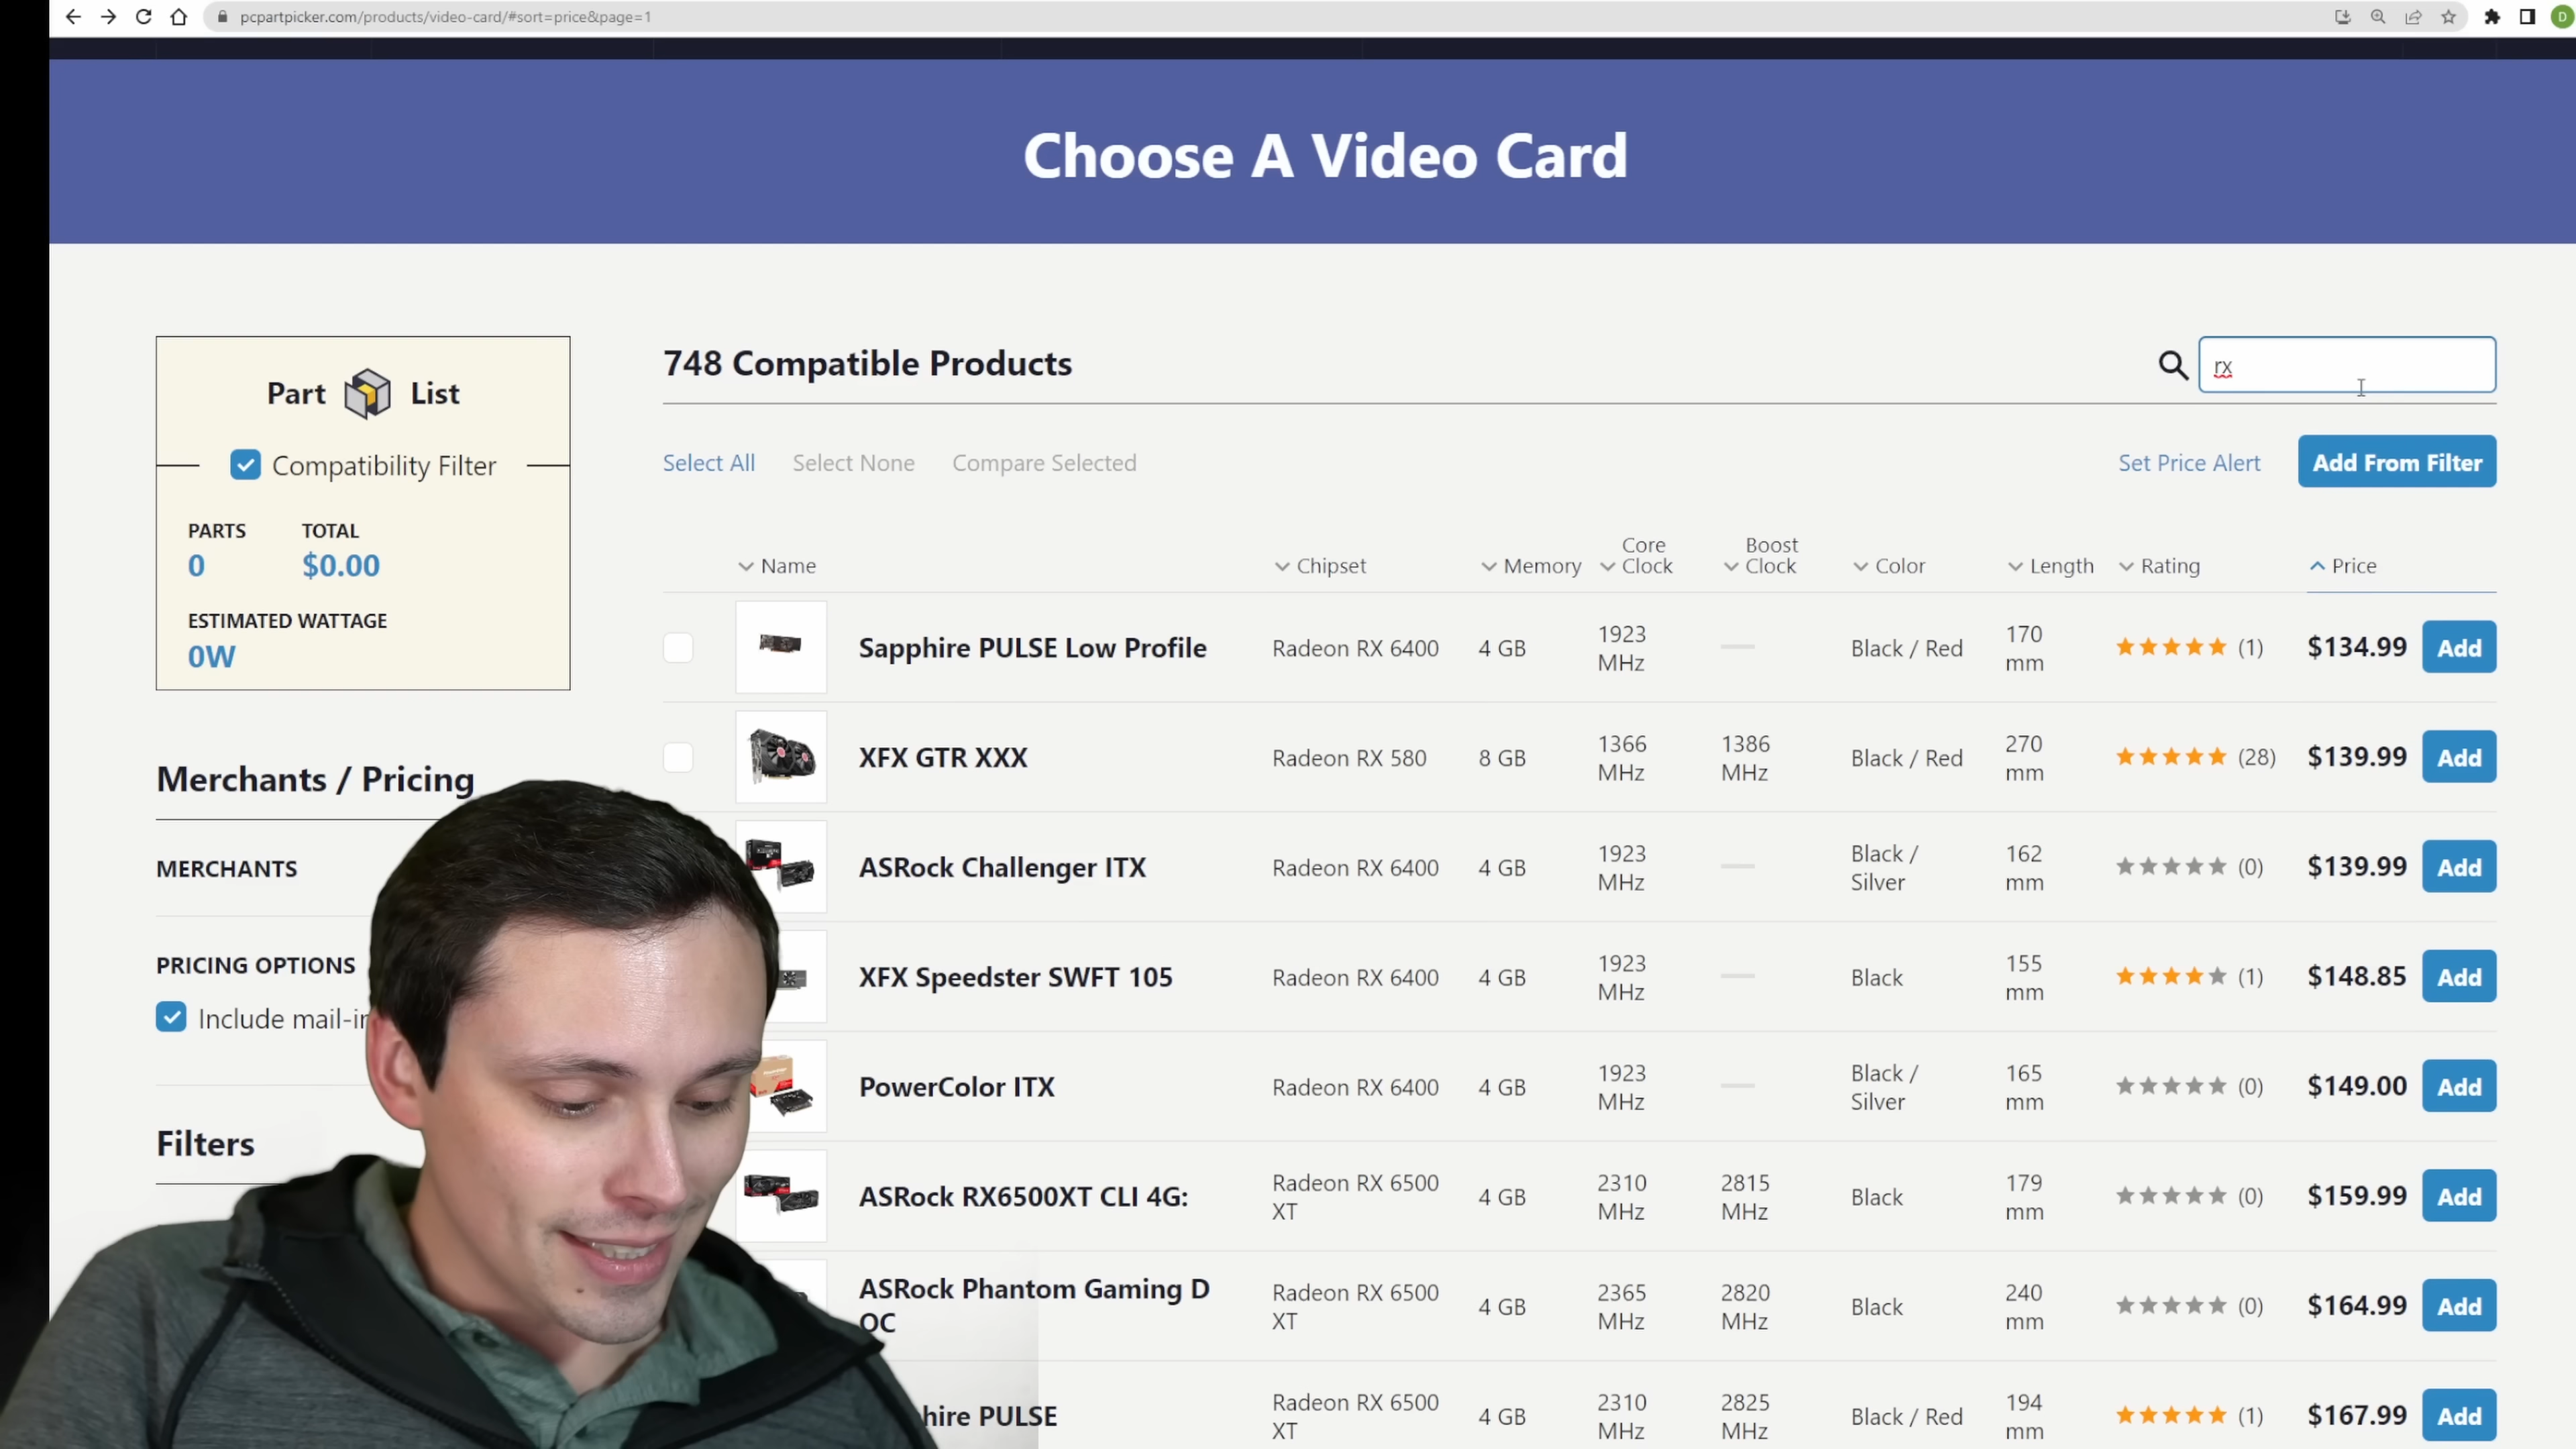 pcpartpicker.com/products/video-card/#sort=price&page=1
D
Choose A Video Card
Part List
Compatibility Filter
PARTS TOTAL
0 $0.00
ESTIMATED WATTAGE
0W
Merchants / Pricing
MERCHANTS
PRICING OPTIONS
Include
Filters
748 Compatible Products
rx
Select All Select None Compare Selected Set Price Alert Add From Filter
Name Chipset Memory Core Clock Boost Clock Color Length Rating Price
Sapphire PULSE Low Profile Radeon RX 6400 4 GB 1923 MHz Black / Red 170 mm (1) $134.99 Add
XFX GTR XXX Radeon RX 580 8 GB 1366 MHz 1386 MHz Black / Red 270 mm (28) $139.99 Add
ASRock Challenger ITX Radeon RX 6400 4 GB 1923 MHz Black / Silver 162 mm (0) $139.99 Add
XFX Speedster SWFT 105 Radeon RX 6400 4 GB 1923 MHz Black 155 mm (1) $148.85 Add
PowerColor ITX Radeon RX 6400 4 GB 1923 MHz Black / Silver 165 mm (0) $149.00 Add
ASRock RX6500XT CLI 4G: Radeon RX 6500 XT 4 GB 2310 MHz 2815 MHz Black 179 mm (0) $159.99 Add
ASRock Phantom Gaming D OC Radeon RX 6500 XT 4 GB 2365 MHz 2820 MHz Black 240 mm (0) $164.99 Add
PULSE Radeon RX 6500 XT 4 GB 2310 MHz 2825 MHz Black / Red 194 mm (1) $167.99 Add